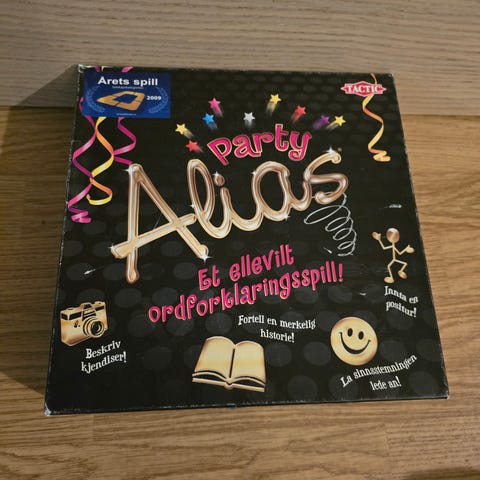 Årets spill
2009
TACTIC
Party
Alias
Et ellevilt
ordforklaringsspill!
Innta en
positur!
Fortell en merkelig
historie!
Beskriv
kjendiser!
La sinnsstemningen
lede an!